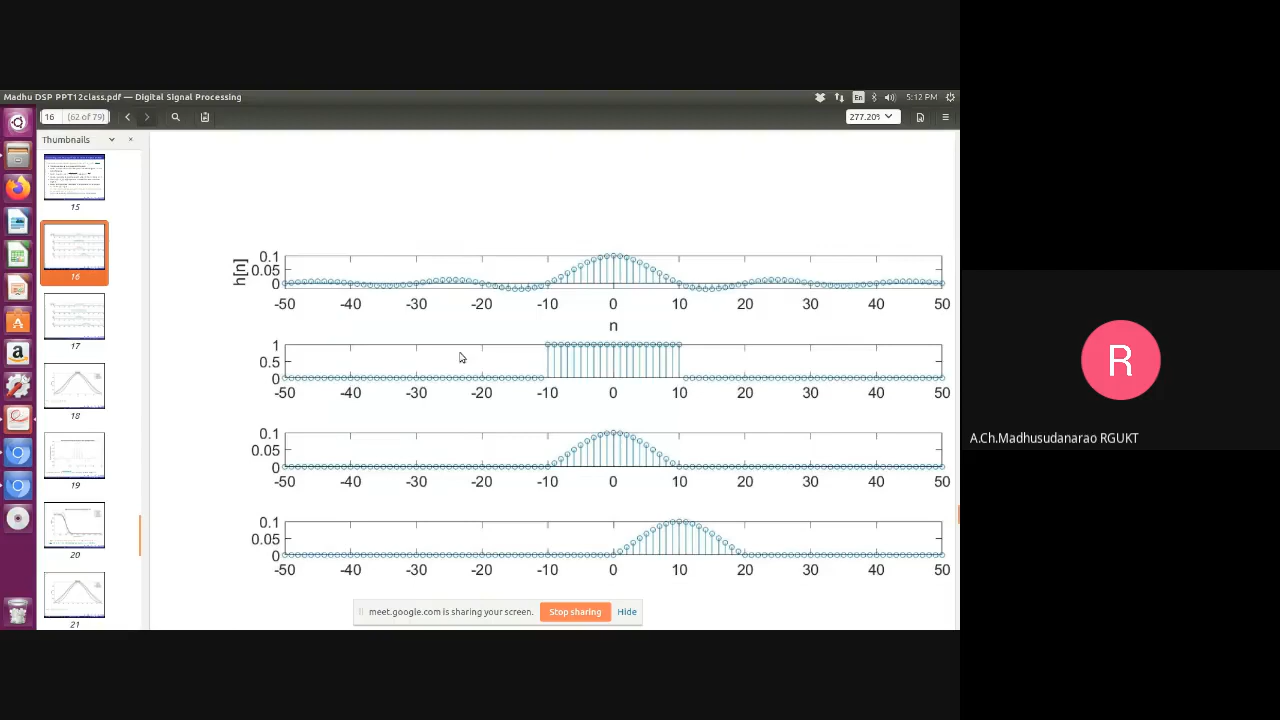 Madhu DSP PPT12class.pdf — Digital Signal Processing
En
5:12 PM
16 (62 of 79)
277.20%
Thumbnails
15
16
17
18
19
20
21
h[n]
0.1
0.05
0
-50 -40 -30 -20 -10 0 10 20 30 40 50
n
1
0.5
0
-50 -40 -30 -20 -10 0 10 20 30 40 50
0.1
0.05
0
-50 -40 -30 -20 -10 0 10 20 30 40 50
0.1
0.05
0
-50 -40 -30 -20 -10 0 10 20 30 40 50
meet.google.com is sharing your screen. Stop sharing Hide
R
A.Ch.Madhusudanarao RGUKT